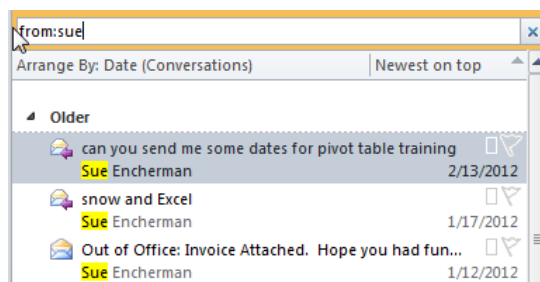 from:sue
Arrange By: Date (Conversations) Newest on top
Older
can you send me some dates for pivot table training
Sue Encherman 2/13/2012
snow and Excel
Sue Encherman 1/17/2012
Out of Office: Invoice Attached. Hope you had fun...
Sue Encherman 1/12/2012